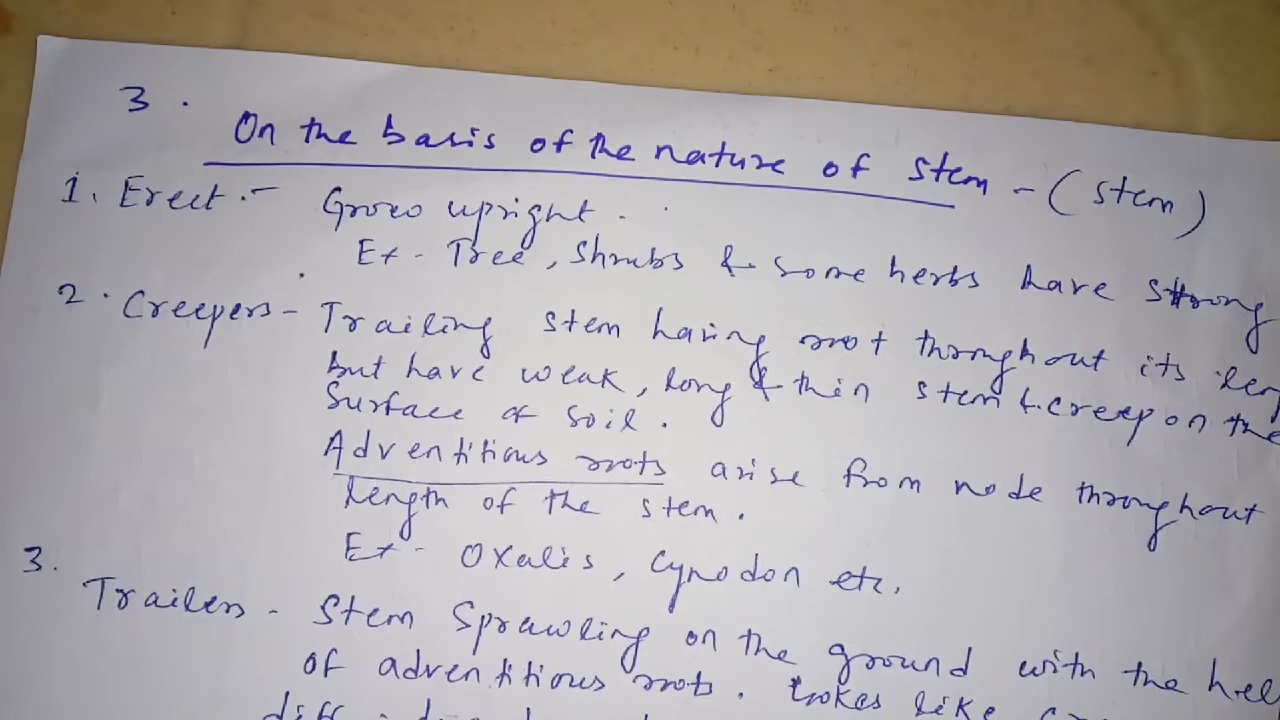 3.
On the basis of the nature of stem - (stem)
1. Erect :- Grow upright.
Ex - Tree, shrubs & some herbs have strong
2. Creepers - Trailing stem having root throughout its len
but have weak, long & thin stem & creep on the
Surface of soil.
Adventitious roots arise from node throughout
length of the stem.
Ex - Oxalis, Cynodon etc.
3.
Trailers - Stem Sprawling on the ground with the hel
of adventitious roots. Lookes like